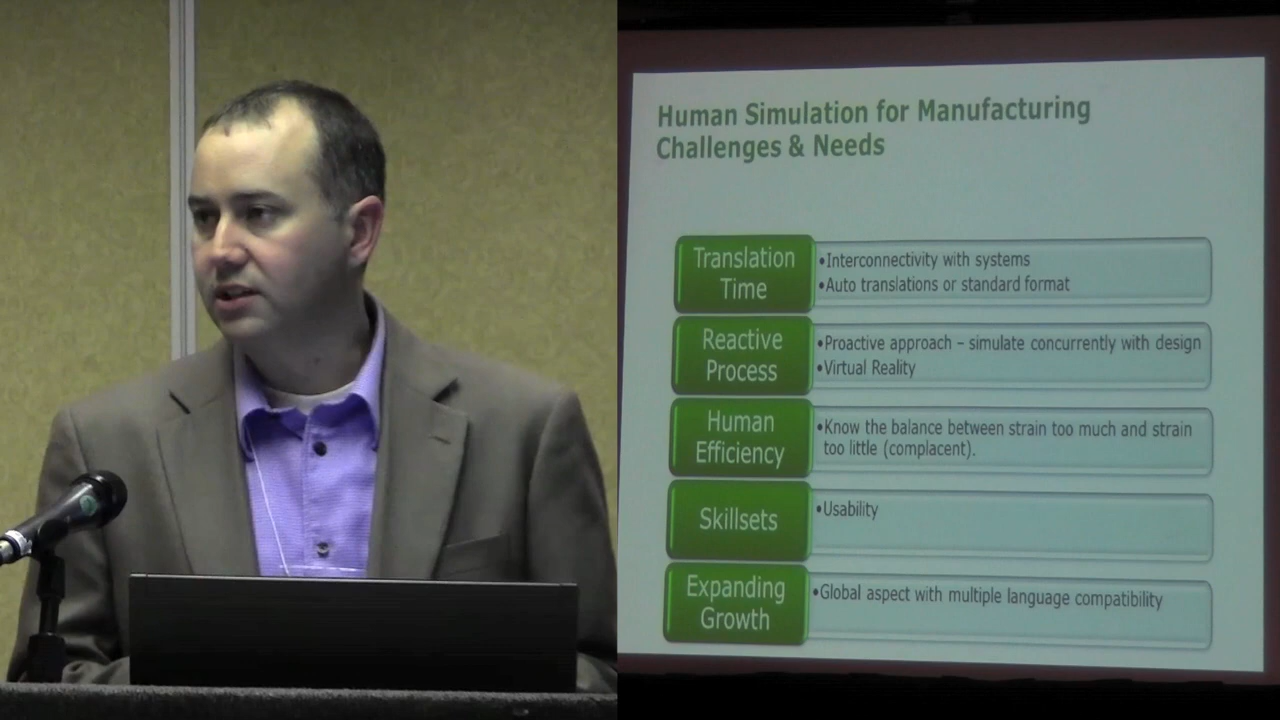 Human Simulation for Manufacturing
Challenges & Needs
Translation
Time
•Interconnectivity with systems
•Auto translations or standard format
Reactive
Process
•Proactive approach – simulate concurrently with design
•Virtual Reality
Human
Efficiency
•Know the balance between strain too much and strain
too little (complacent).
Skillsets
•Usability
Expanding
Growth
•Global aspect with multiple language compatibility